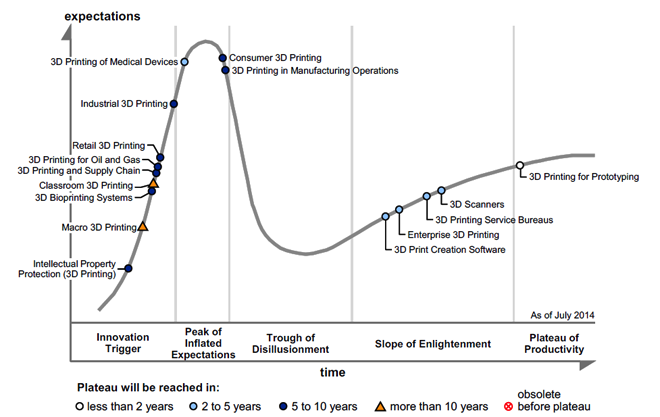 expectations
3D Printing of Medical Devices
Consumer 3D Printing
3D Printing in Manufacturing Operations
Industrial 3D Printing
Retail 3D Printing
3D Printing for Oil and Gas
3D Printing and Supply Chain
Classroom 3D Printing
3D Bioprinting Systems
Macro 3D Printing
Intellectual Property
Protection (3D Printing)
3D Printing for Prototyping
3D Scanners
3D Printing Service Bureaus
Enterprise 3D Printing
3D Print Creation Software
As of July 2014
Innovation
Trigger
Peak of
Inflated
Expectations
Trough of
Disillusionment
Slope of Enlightenment
Plateau of
Productivity
time
Plateau will be reached in:
less than 2 years
2 to 5 years
5 to 10 years
more than 10 years
obsolete
before plateau